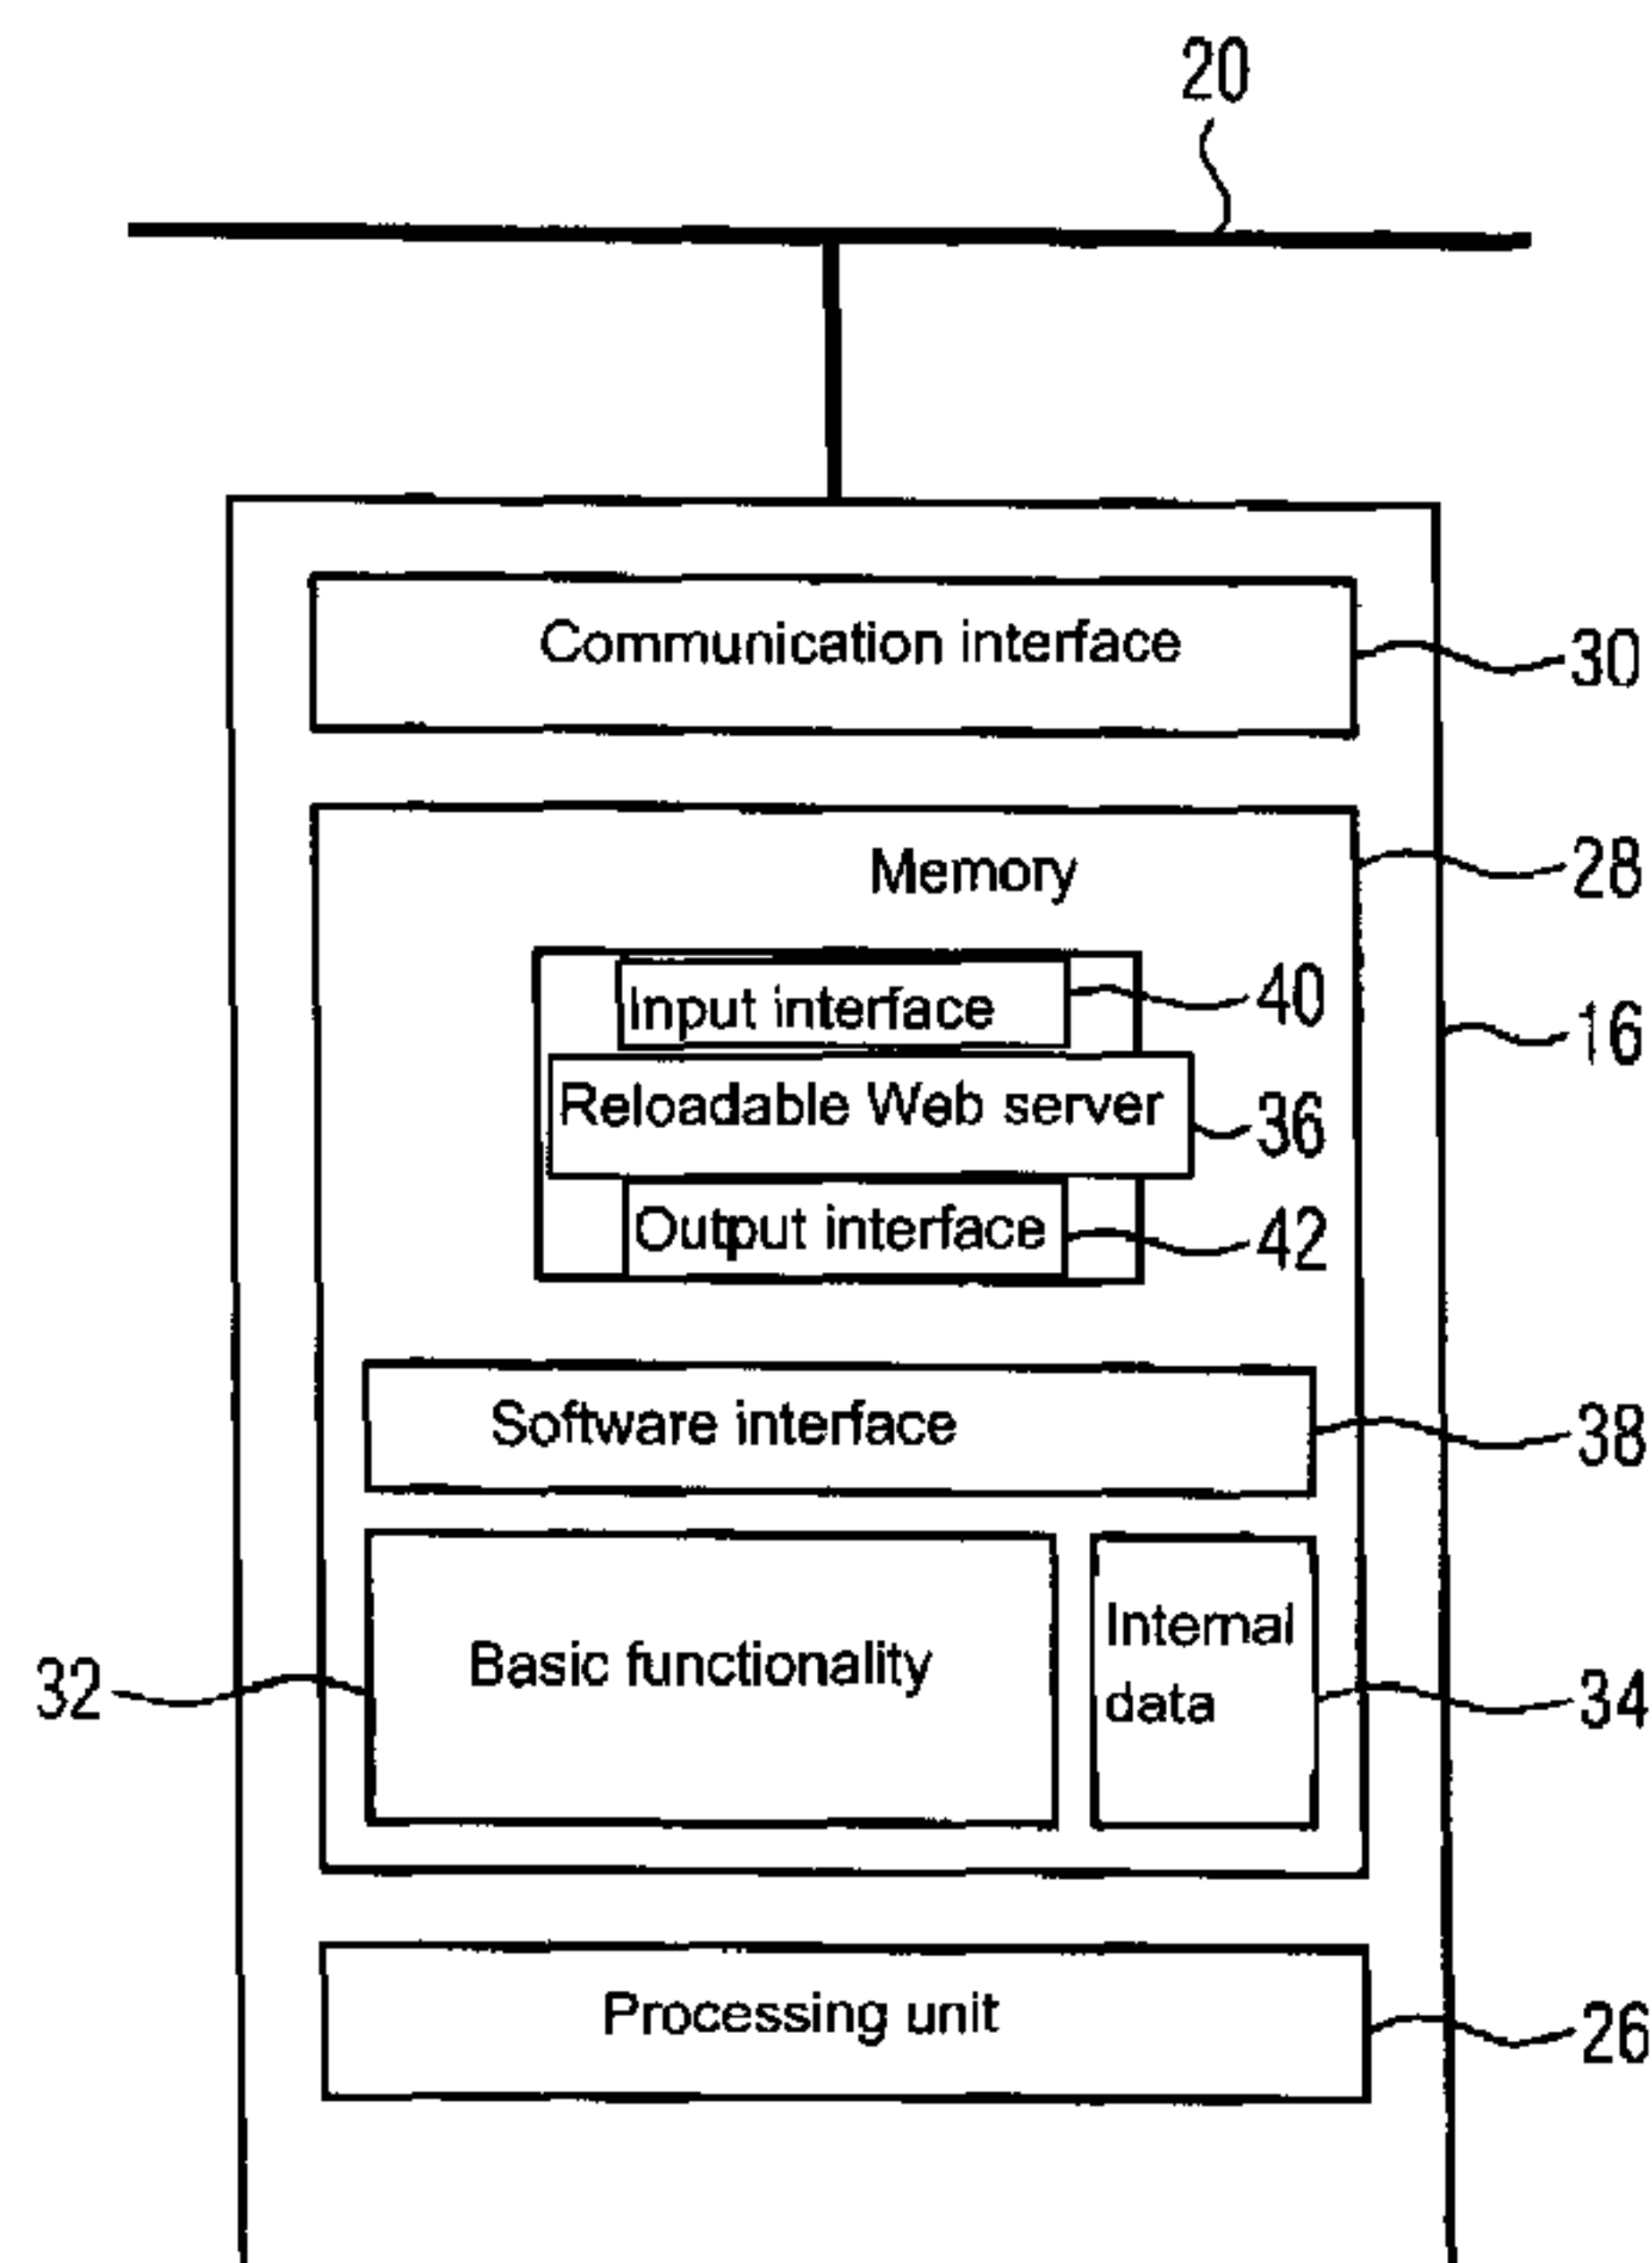 20
Communication interface
30
Memory
28
Input interface
40
16
Reloadable Web server
36
Output interface
42
Software interface
38
Basic functionality
Internal
data
32
34
Processing unit
26